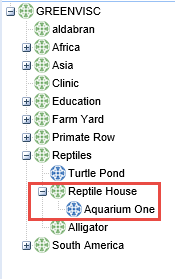 GREENVISC
aldabran
Africa
Asia
Clinic
Education
Farm Yard
Primate Row
Reptiles
Turtle Pond
Reptile House
Aquarium One
Alligator
South America